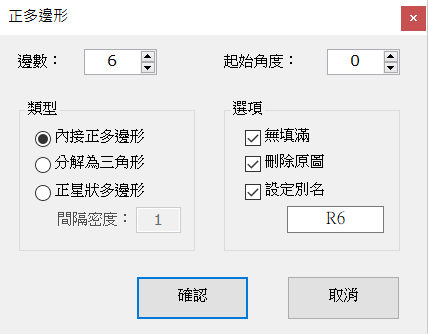 正多邊形
邊數： 6 起始角度： 0
類型 選項
內接正多邊形 無填滿
分解為三角形 刪除原圖
正星狀多邊形 設定別名
間隔密度： 1 R6
確認 取消